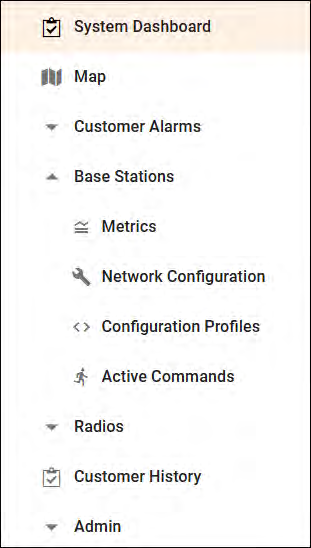 System Dashboard
Map
Customer Alarms
Base Stations
Metrics
Network Configuration
Configuration Profiles
Active Commands
Radios
Customer History
Admin